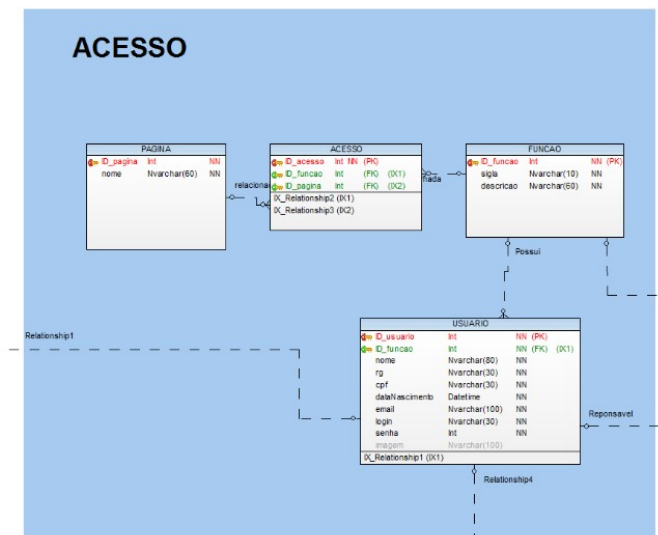 ACESSO
PAGINA
ID_pagina Int NN
nome Nvarchar(60) NN
ACESSO
ID_acesso Int NN (PK)
ID_funcao Int (FK) (IX1)
ID_pagina Int (FK) (IX2)
IX_Relationship2 (IX1)
IX_Relationship3 (IX2)
FUNCAO
ID_funcao Int NN (PK)
sigla Nvarchar(10) NN
descricao Nvarchar(60) NN
relaciona
nada
Possui
USUARIO
ID_usuario Int NN (PK)
ID_funcao Int NN (FK) (IX1)
nome Nvarchar(80) NN
rg Nvarchar(30) NN
cpf Nvarchar(30) NN
dataNascimento Datetime NN
email Nvarchar(100) NN
login Nvarchar(30) NN
senha Int NN
imagem Nvarchar(100)
IX_Relationship1 (IX1)
Relationship1
Reponsavel
Relationship4